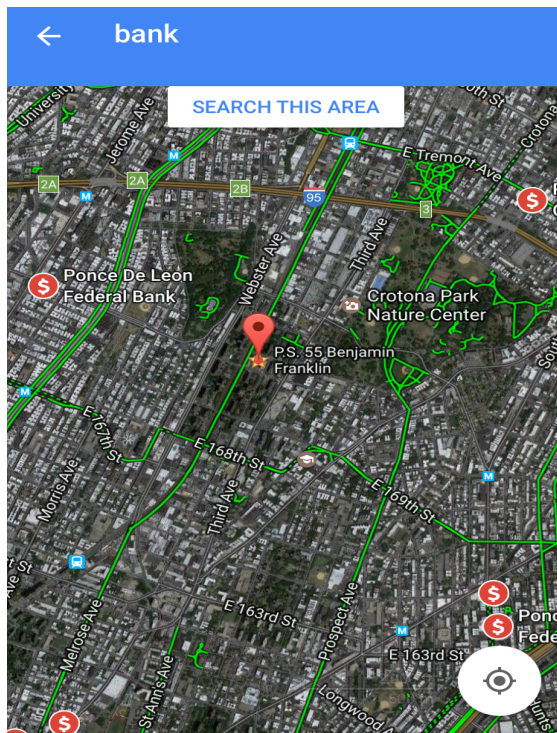 bank
SEARCH THIS AREA
University
Jerome Ave
Crotona
E Tremont Ave
2A
2A
2B
95
3
M
M
M
M
M
Webster Ave
Third Ave
$
$
$
$
$
Ponce De Leon
Federal Bank
Crotona Park
Nature Center
P.S. 55 Benjamin
Franklin
E 167th St
E 168th St
E 169th St
Morris Ave
Third Ave
Prospect Ave
Melrose Ave
E 163rd St
E 163rd St
St Anns Ave
Longwood